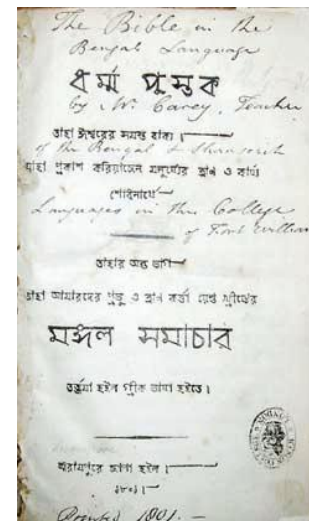 The Bible in the
Bengal Language
ধর্ম্ম পুস্তক
by W. Carey, Teacher
তাহা ঈশ্বরের সমস্ত বাক্য ।
of the Bengal & Shanscrit
যাহা প্রকাশ করিয়াছেন মনুষ্যের ত্রাণ ও কার্য্য
শোধনার্থে
Languages in the College
of Fort William
তাহার অন্ত ভাগ
তাহা আমারদের প্রভু ও ত্রাণ কর্ত্তা য়েশু খ্রীষ্টের
মঙ্গল সমাচার
তর্জ্জমা হইল গ্রীক ভাষা হইতে ।
শ্রীরামপুরে ছাপা হইল ।
১৮০১ ।
Printed 1801.—